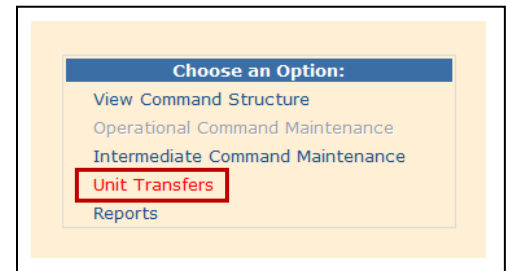 Choose an Option:
View Command Structure
Operational Command Maintenance
Intermediate Command Maintenance
Unit Transfers
Reports